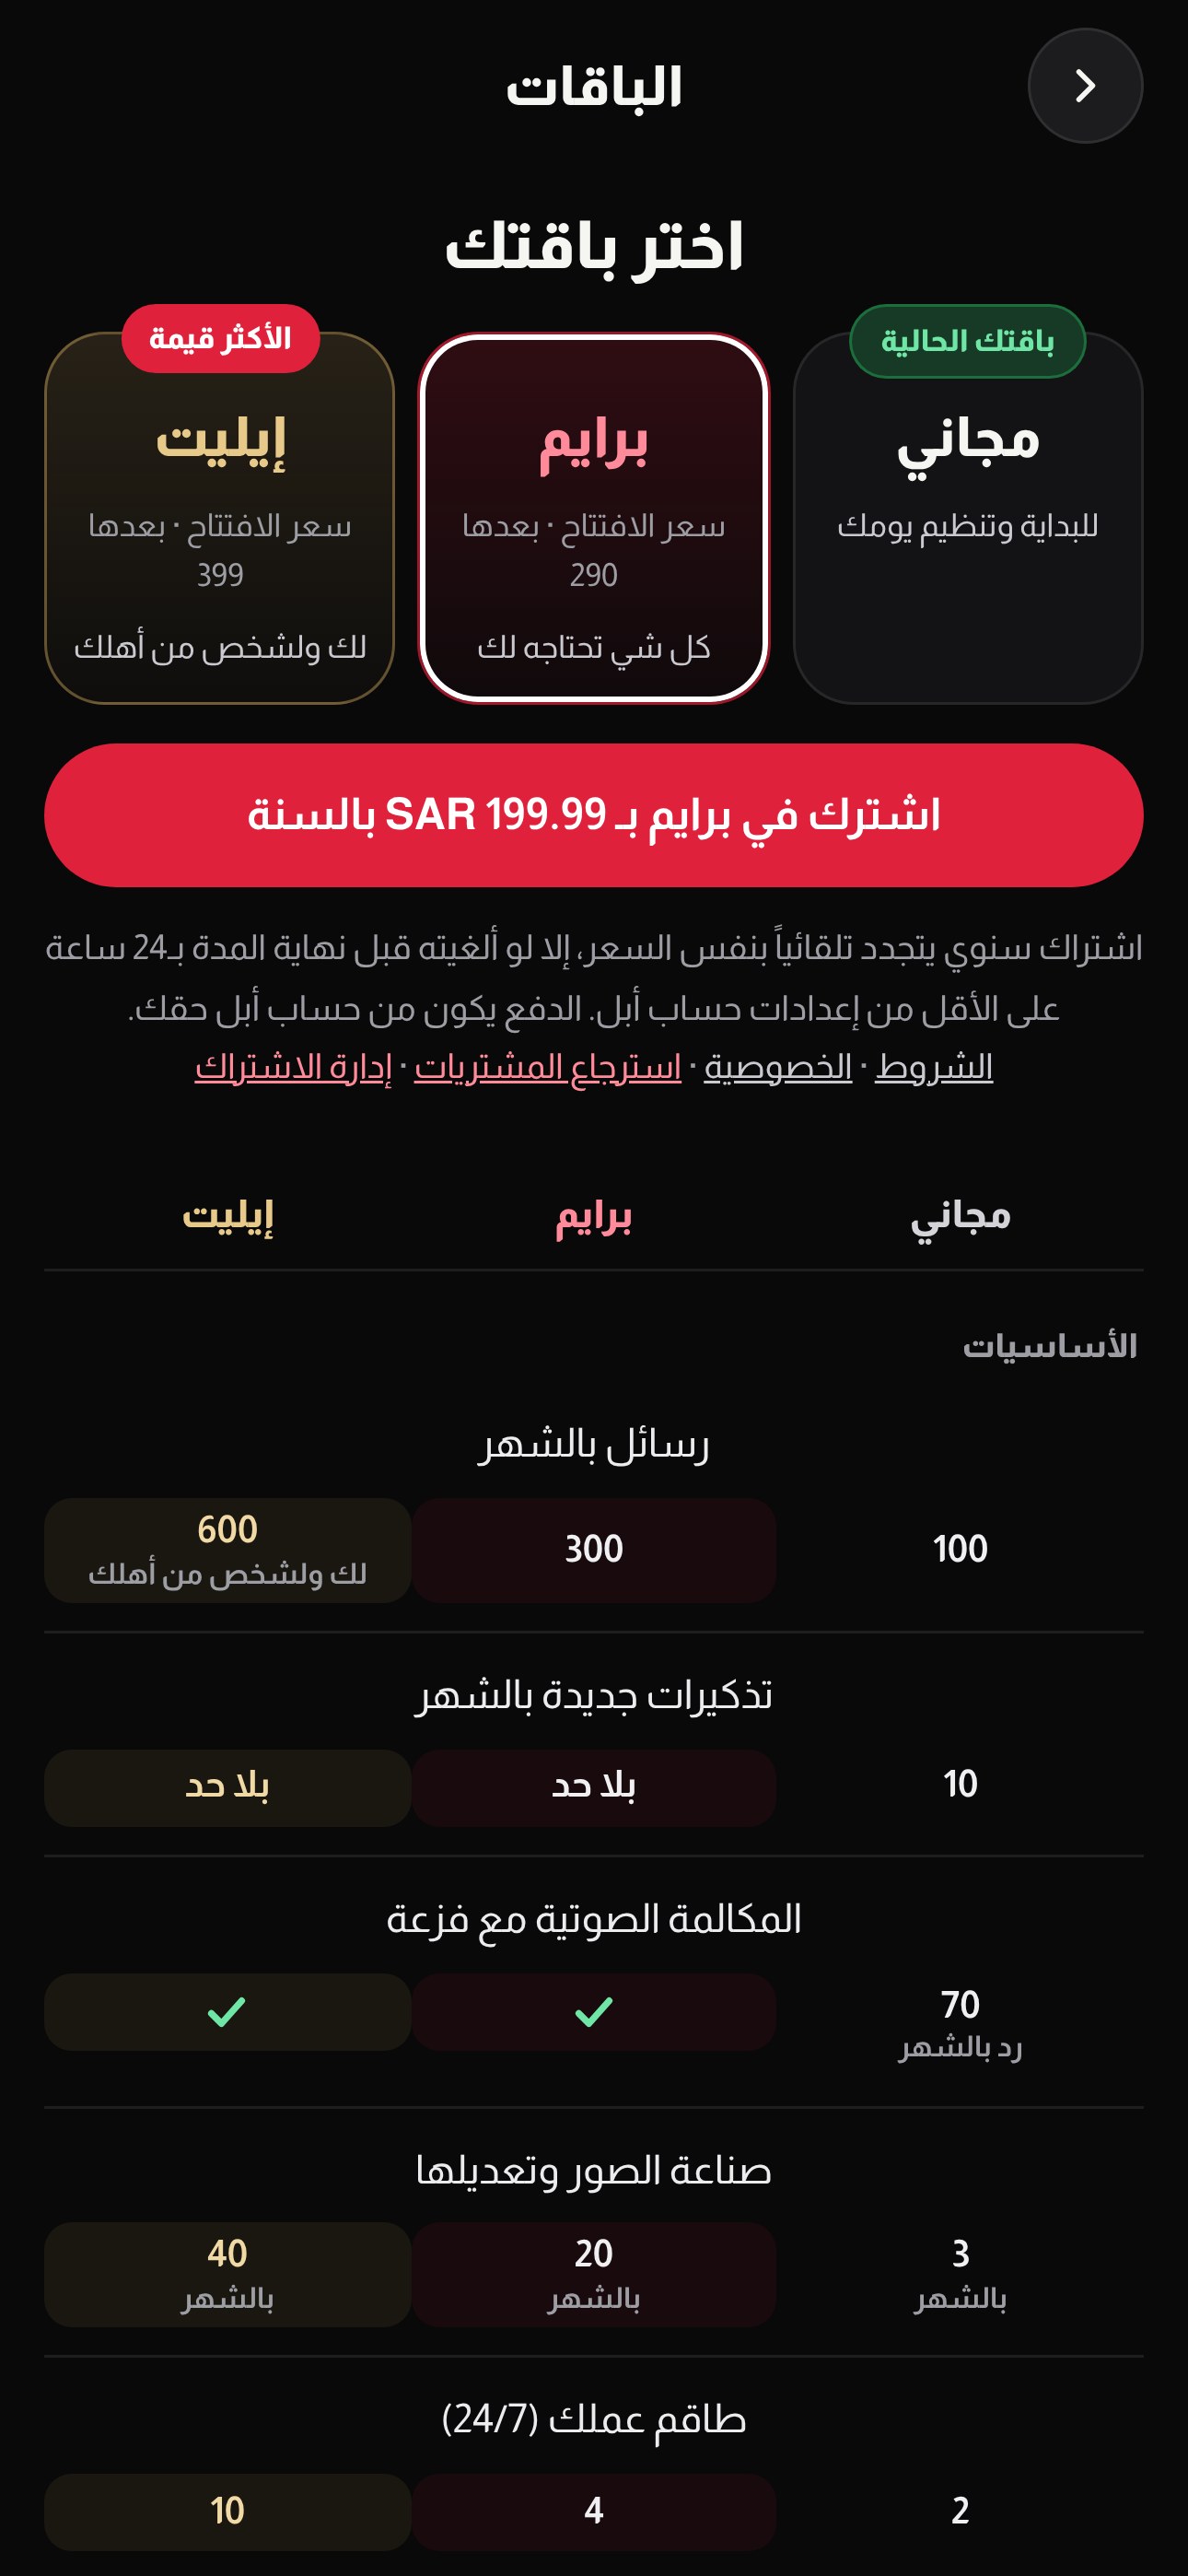 الباقات
اختر باقتك
باقتك الحالية
مجاني
للبداية وتنظيم يومك
برايم
سعر الافتتاح · بعدها
290
كل شي تحتاجه لك
الأكثر قيمة
إيليت
سعر الافتتاح · بعدها
399
لك ولشخص من أهلك
اشترك في برايم بـ 199.99 SAR بالسنة
اشتراك سنوي يتجدد تلقائياً بنفس السعر، إلا لو ألغيته قبل نهاية المدة بـ24 ساعة
على الأقل من إعدادات حساب أبل. الدفع يكون من حساب أبل حقك.
الشروط · الخصوصية · استرجاع المشتريات · إدارة الاشتراك
مجاني برايم إيليت
الأساسيات
رسائل بالشهر
100 300 600
لك ولشخص من أهلك
تذكيرات جديدة بالشهر
10 بلا حد بلا حد
المكالمة الصوتية مع فزعة
70 ✓ ✓
رد بالشهر
صناعة الصور وتعديلها
3 20 40
بالشهر بالشهر بالشهر
طاقم عملك (24/7)
2 4 10